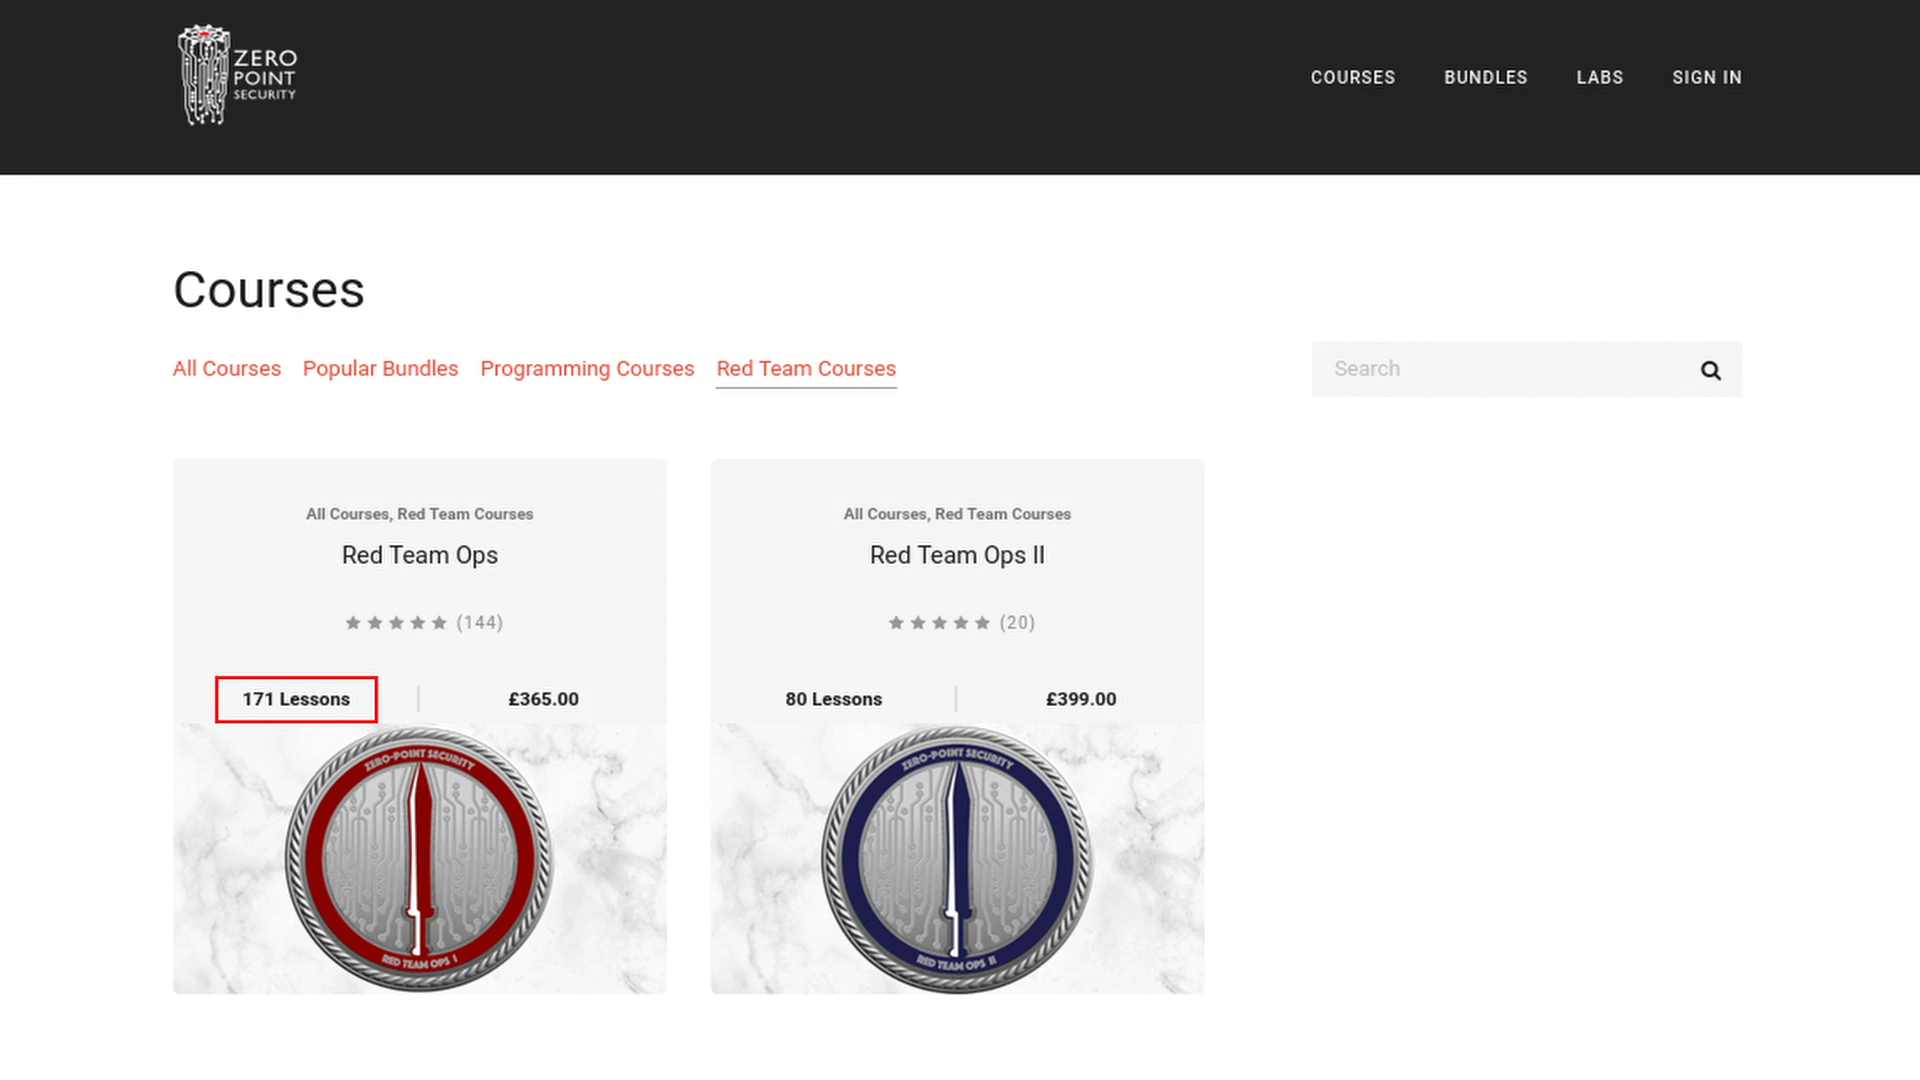 ZERO
POINT
SECURITY
COURSES BUNDLES LABS SIGN IN
Courses
All Courses Popular Bundles Programming Courses Red Team Courses
Search
All Courses, Red Team Courses
Red Team Ops
(144)
171 Lessons £365.00
ZERO-POINT SECURITY
RED TEAM OPS I
All Courses, Red Team Courses
Red Team Ops II
(20)
80 Lessons £399.00
ZERO-POINT SECURITY
RED TEAM OPS II